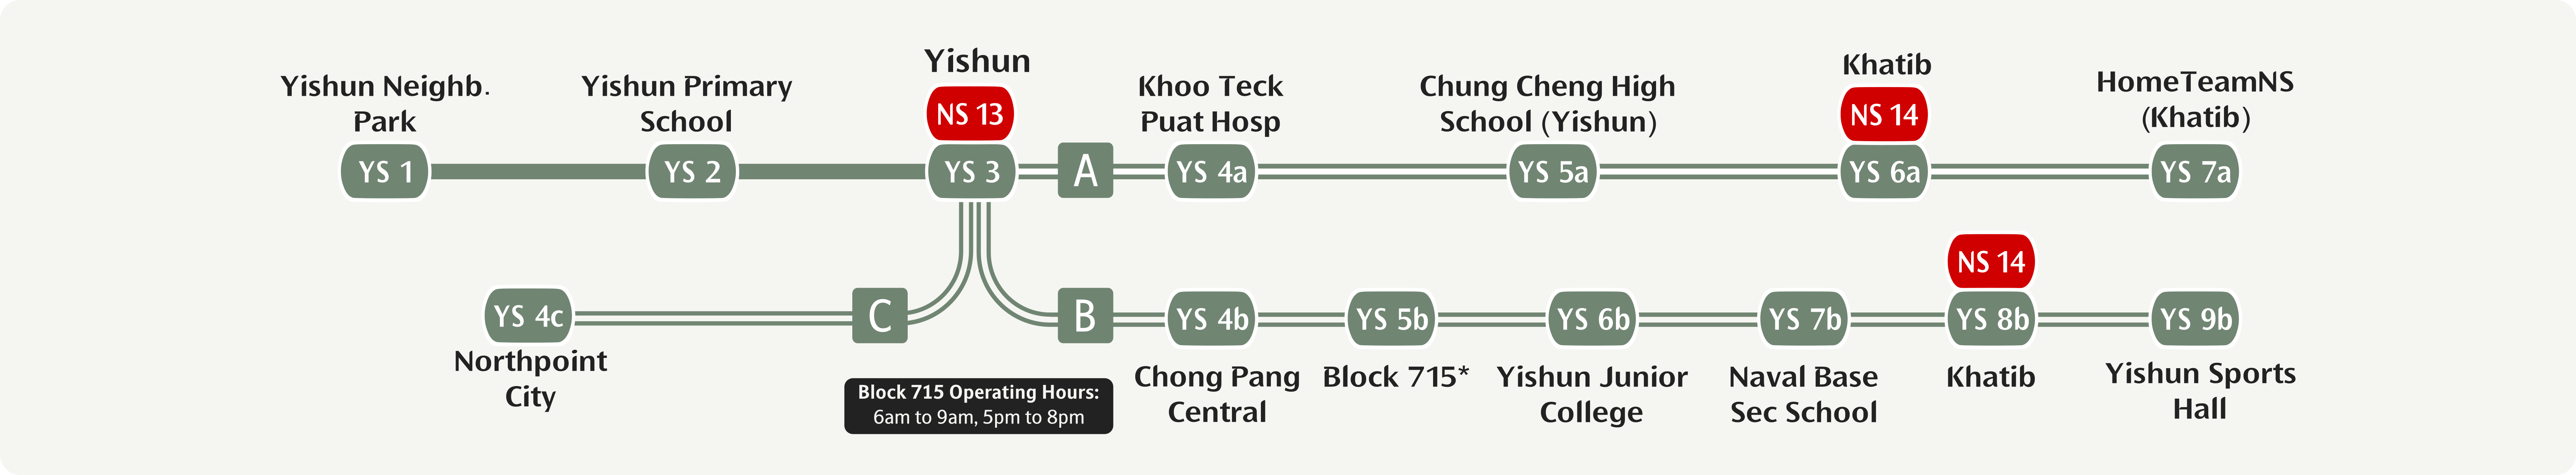 Yishun Neighb.
Park
YS 1
Yishun Primary
School
YS 2
Yishun
NS 13
YS 3
A
Khoo Teck
Puat Hosp
YS 4a
Chung Cheng High
School (Yishun)
YS 5a
Khatib
NS 14
YS 6a
HomeTeamNS
(Khatib)
YS 7a
YS 4c
Northpoint
City
C
B
Block 715 Operating Hours:
6am to 9am, 5pm to 8pm
YS 4b
Chong Pang
Central
YS 5b
Block 715*
YS 6b
Yishun Junior
College
YS 7b
Naval Base
Sec School
NS 14
YS 8b
Khatib
YS 9b
Yishun Sports
Hall